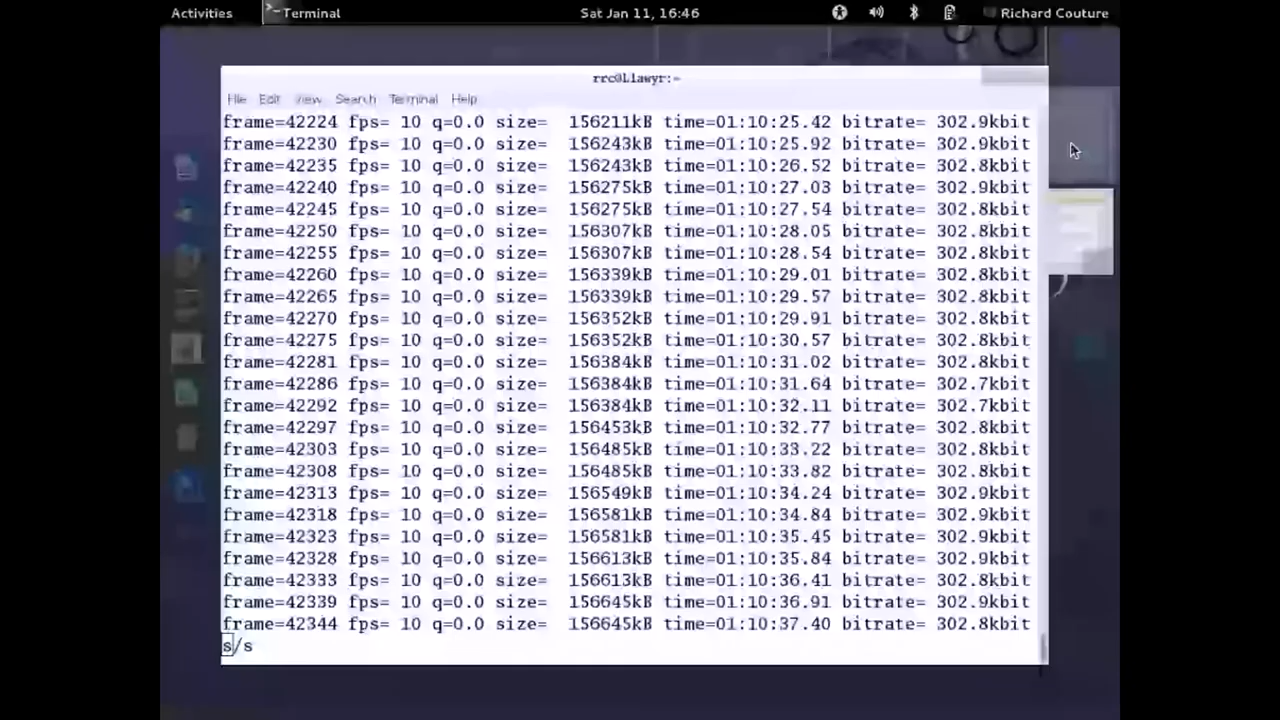 Activities Terminal Sat Jan 11, 16:46 Richard Couture
rrc@Llawyr:~
File Edit View Search Terminal Help
frame=42224 fps= 10 q=0.0 size=  156211kB time=01:10:25.42 bitrate= 302.9kbit
frame=42230 fps= 10 q=0.0 size=  156243kB time=01:10:25.92 bitrate= 302.9kbit
frame=42235 fps= 10 q=0.0 size=  156243kB time=01:10:26.52 bitrate= 302.8kbit
frame=42240 fps= 10 q=0.0 size=  156275kB time=01:10:27.03 bitrate= 302.9kbit
frame=42245 fps= 10 q=0.0 size=  156275kB time=01:10:27.54 bitrate= 302.8kbit
frame=42250 fps= 10 q=0.0 size=  156307kB time=01:10:28.05 bitrate= 302.8kbit
frame=42255 fps= 10 q=0.0 size=  156307kB time=01:10:28.54 bitrate= 302.8kbit
frame=42260 fps= 10 q=0.0 size=  156339kB time=01:10:29.01 bitrate= 302.8kbit
frame=42265 fps= 10 q=0.0 size=  156339kB time=01:10:29.57 bitrate= 302.8kbit
frame=42270 fps= 10 q=0.0 size=  156352kB time=01:10:29.91 bitrate= 302.8kbit
frame=42275 fps= 10 q=0.0 size=  156352kB time=01:10:30.57 bitrate= 302.8kbit
frame=42281 fps= 10 q=0.0 size=  156384kB time=01:10:31.02 bitrate= 302.8kbit
frame=42286 fps= 10 q=0.0 size=  156384kB time=01:10:31.64 bitrate= 302.7kbit
frame=42292 fps= 10 q=0.0 size=  156384kB time=01:10:32.11 bitrate= 302.7kbit
frame=42297 fps= 10 q=0.0 size=  156453kB time=01:10:32.77 bitrate= 302.8kbit
frame=42303 fps= 10 q=0.0 size=  156485kB time=01:10:33.22 bitrate= 302.8kbit
frame=42308 fps= 10 q=0.0 size=  156485kB time=01:10:33.82 bitrate= 302.8kbit
frame=42313 fps= 10 q=0.0 size=  156549kB time=01:10:34.24 bitrate= 302.9kbit
frame=42318 fps= 10 q=0.0 size=  156581kB time=01:10:34.84 bitrate= 302.9kbit
frame=42323 fps= 10 q=0.0 size=  156581kB time=01:10:35.45 bitrate= 302.9kbit
frame=42328 fps= 10 q=0.0 size=  156613kB time=01:10:35.84 bitrate= 302.9kbit
frame=42333 fps= 10 q=0.0 size=  156613kB time=01:10:36.41 bitrate= 302.9kbit
frame=42339 fps= 10 q=0.0 size=  156645kB time=01:10:36.91 bitrate= 302.9kbit
frame=42344 fps= 10 q=0.0 size=  156645kB time=01:10:37.40 bitrate= 302.8kbit
s/s